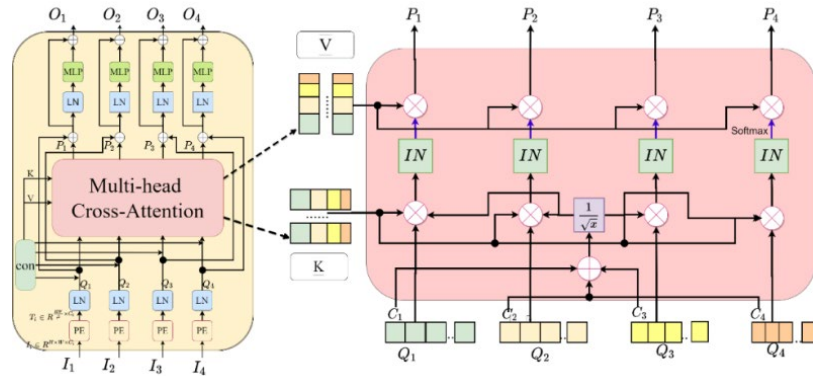 O₁ O₂ O₃ O₄
MLP MLP MLP MLP
LN LN LN LN
P₁ P₂ P₃ P₄
K
V
Multi-head
Cross-Attention
con
Q₁ Q₂ Q₃ Q₄
LN LN LN LN
PE PE PE PE
I₁ I₂ I₃ I₄
V
K
P₁ P₂ P₃ P₄
Softmax
IN IN IN IN
1
√x
C₁ C₂ C₃ C₄
Q₁ Q₂ Q₃ Q₄